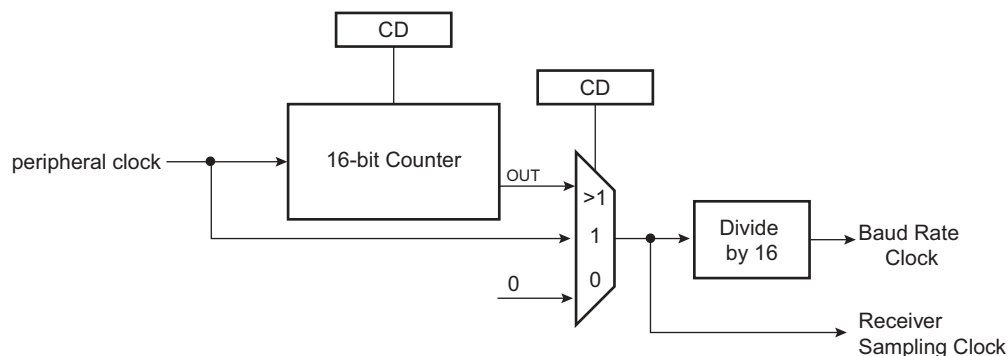 CD
CD
peripheral clock
16-bit Counter
OUT
>1
1
0
0
Divide
by 16
Baud Rate
Clock
Receiver
Sampling Clock